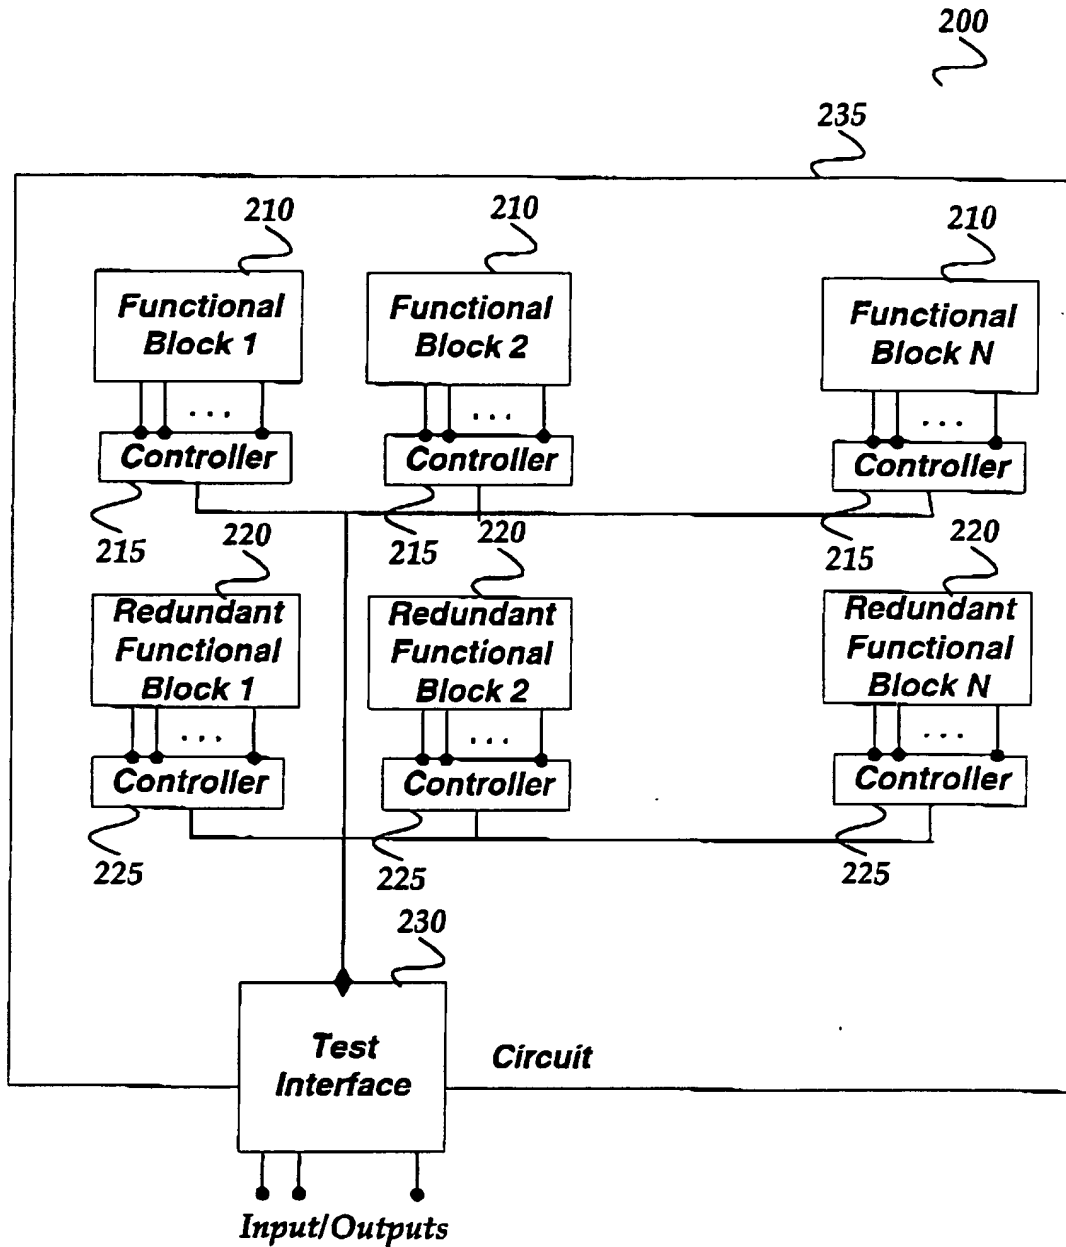 200
235
210
210
210
Functional
Block 1
Functional
Block 2
Functional
Block N
...
...
...
Controller
Controller
Controller
215
220
215
220
215
220
Redundant
Functional
Block 1
Redundant
Functional
Block 2
Redundant
Functional
Block N
...
...
...
Controller
Controller
Controller
225
225
225
230
Test
Interface
Circuit
Input/Outputs